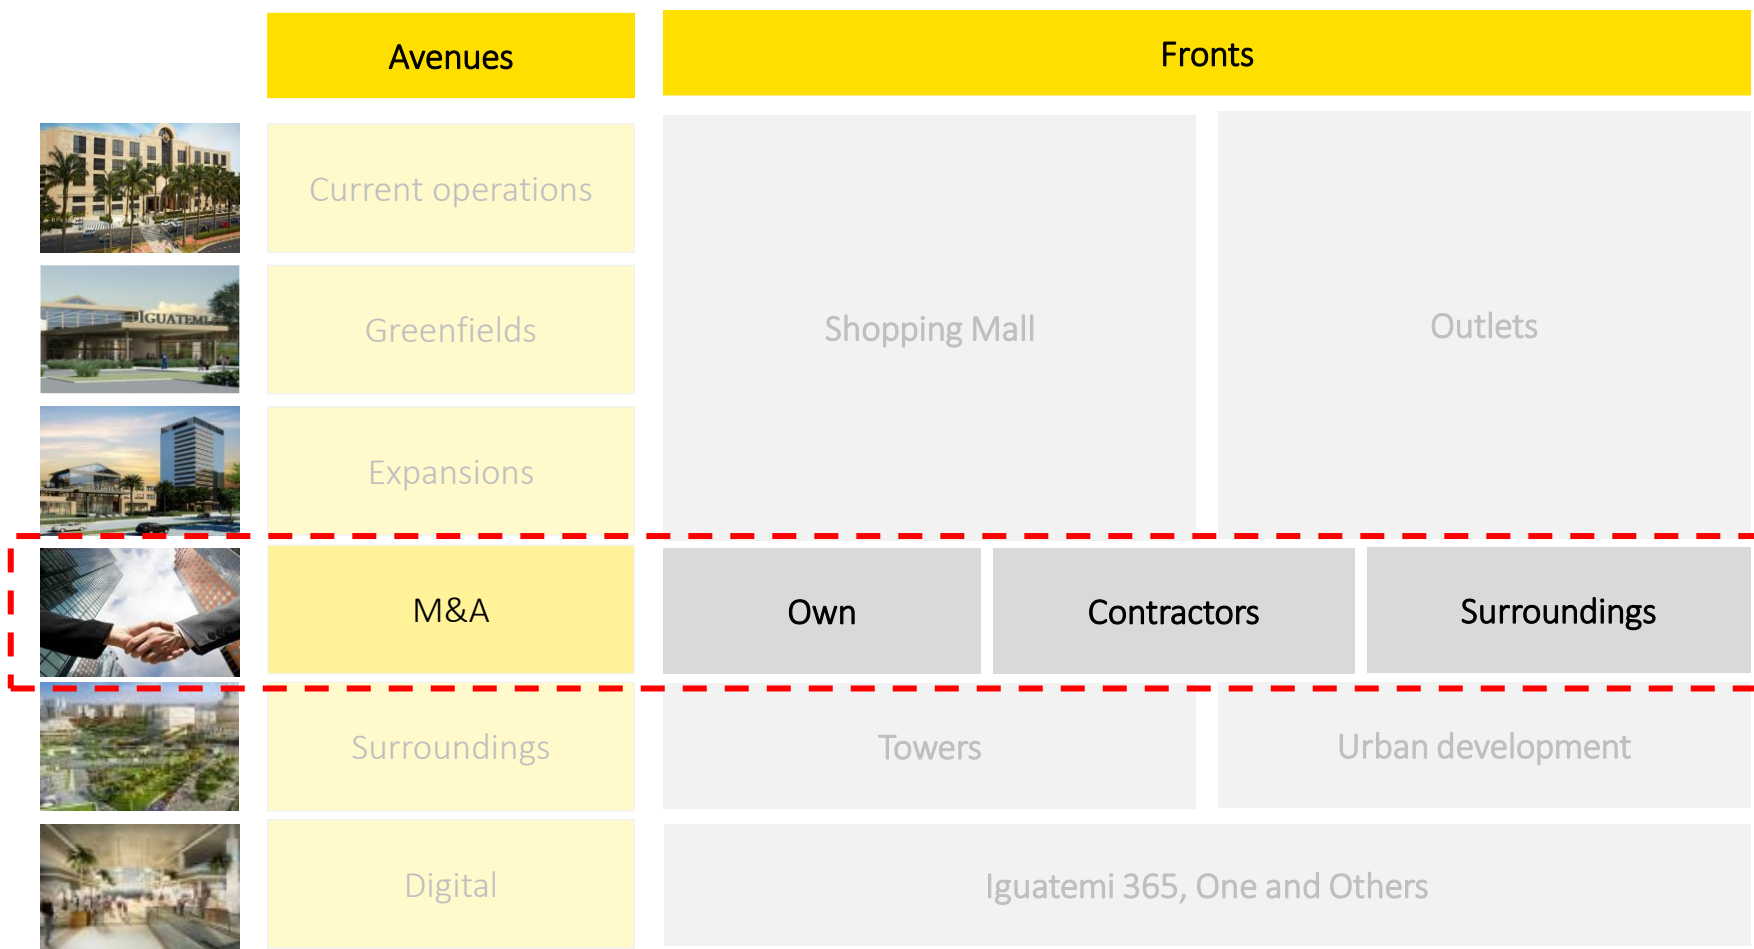 Avenues
Fronts
Current operations
IGUATEMI
Greenfields
Shopping Mall
Outlets
Expansions
M&A
Own
Contractors
Surroundings
Surroundings
Towers
Urban development
Digital
Iguatemi 365, One and Others